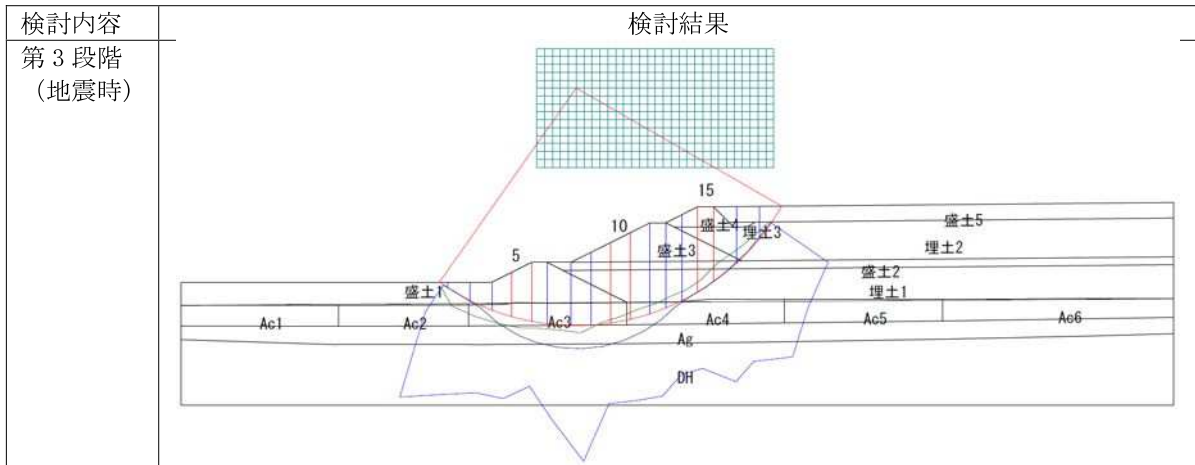 検討内容
検討結果
第 3 段階
(地震時)
15
10
5
盛土4
盛土5
埋土3
盛土3
埋土2
盛土2
盛土1
埋土1
Ac1
Ac2
Ac3
Ac4
Ac5
Ac6
Ag
DH